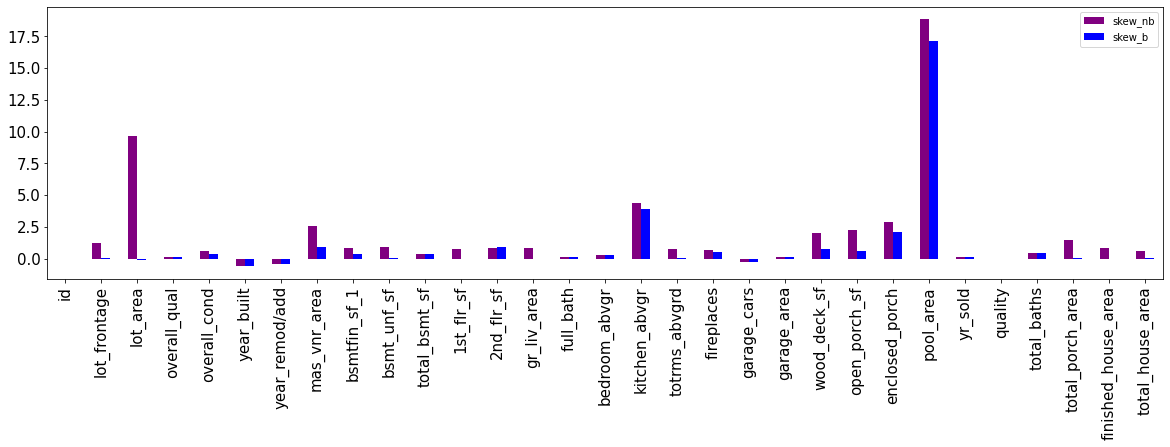 17.5
15.0
12.5
10.0
7.5
5.0
2.5
0.0
skew_nb
skew_b
id
lot_frontage
lot_area
overall_qual
overall_cond
year_built
year_remod/add
mas_vnr_area
bsmtfin_sf_1
bsmt_unf_sf
total_bsmt_sf
1st_flr_sf
2nd_flr_sf
gr_liv_area
full_bath
bedroom_abvgr
kitchen_abvgr
totrms_abvgrd
fireplaces
garage_cars
garage_area
wood_deck_sf
open_porch_sf
enclosed_porch
pool_area
yr_sold
quality
total_baths
total_porch_area
finished_house_area
total_house_area